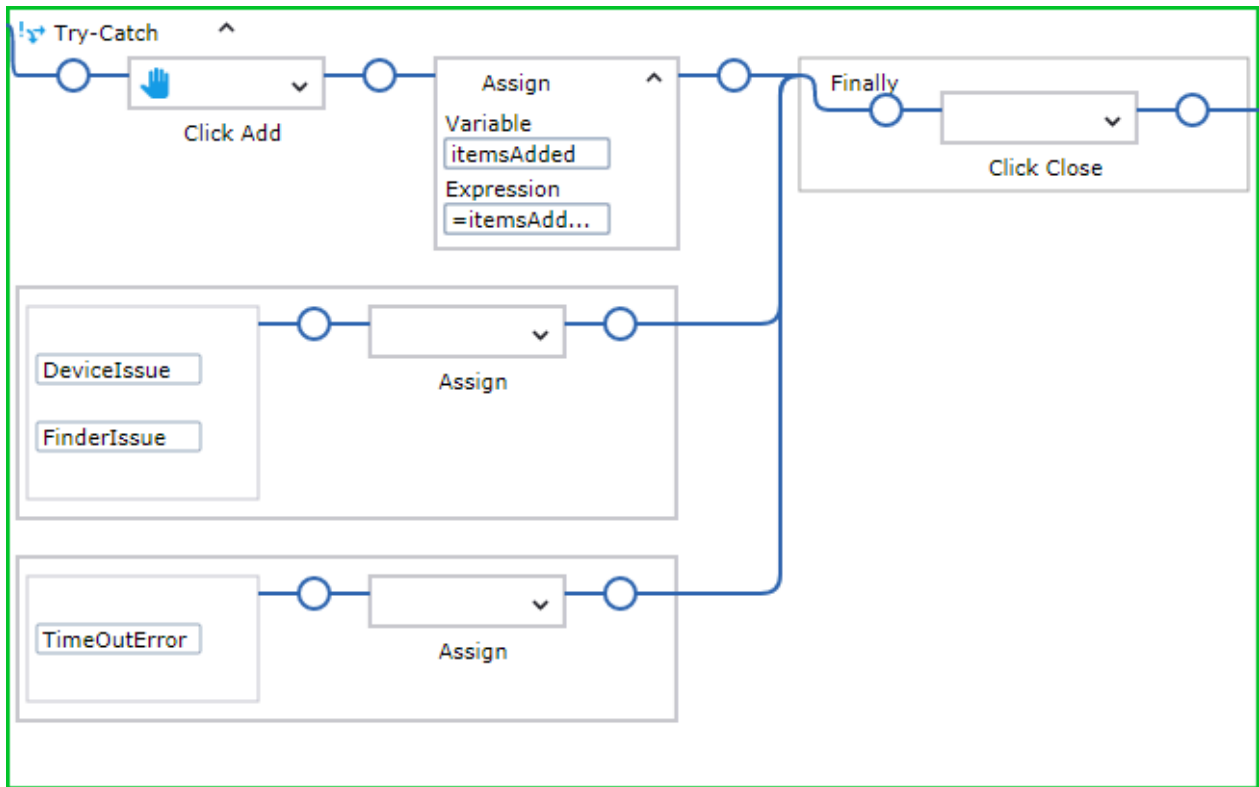 Try-Catch
Click Add
Assign
Variable
itemsAdded
Expression
=itemsAdd...
Finally
Click Close
DeviceIssue
FinderIssue
Assign
TimeOutError
Assign